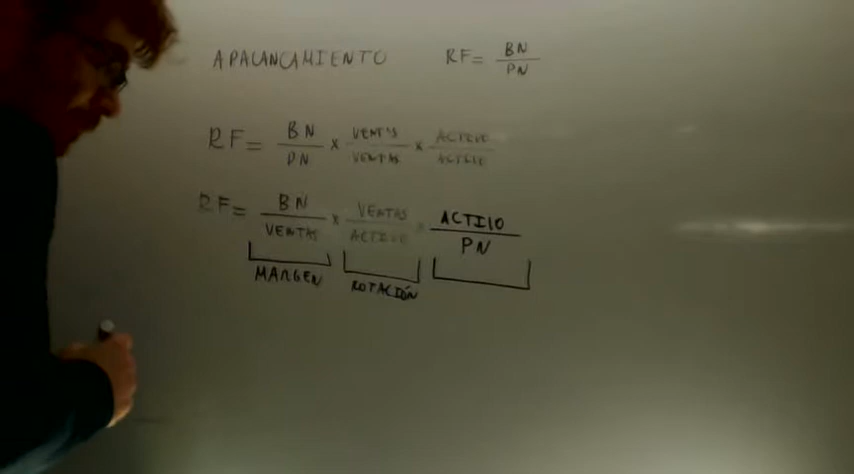 APALANCAMIENTO RF= BN/PN
RF= BN/PN x VENTAS/VENTAS x ACTIVO/ACTIVO
RF= BN/VENTAS x VENTAS/ACTIVO x ACTIVO/PN
MARGEN ROTACIÓN